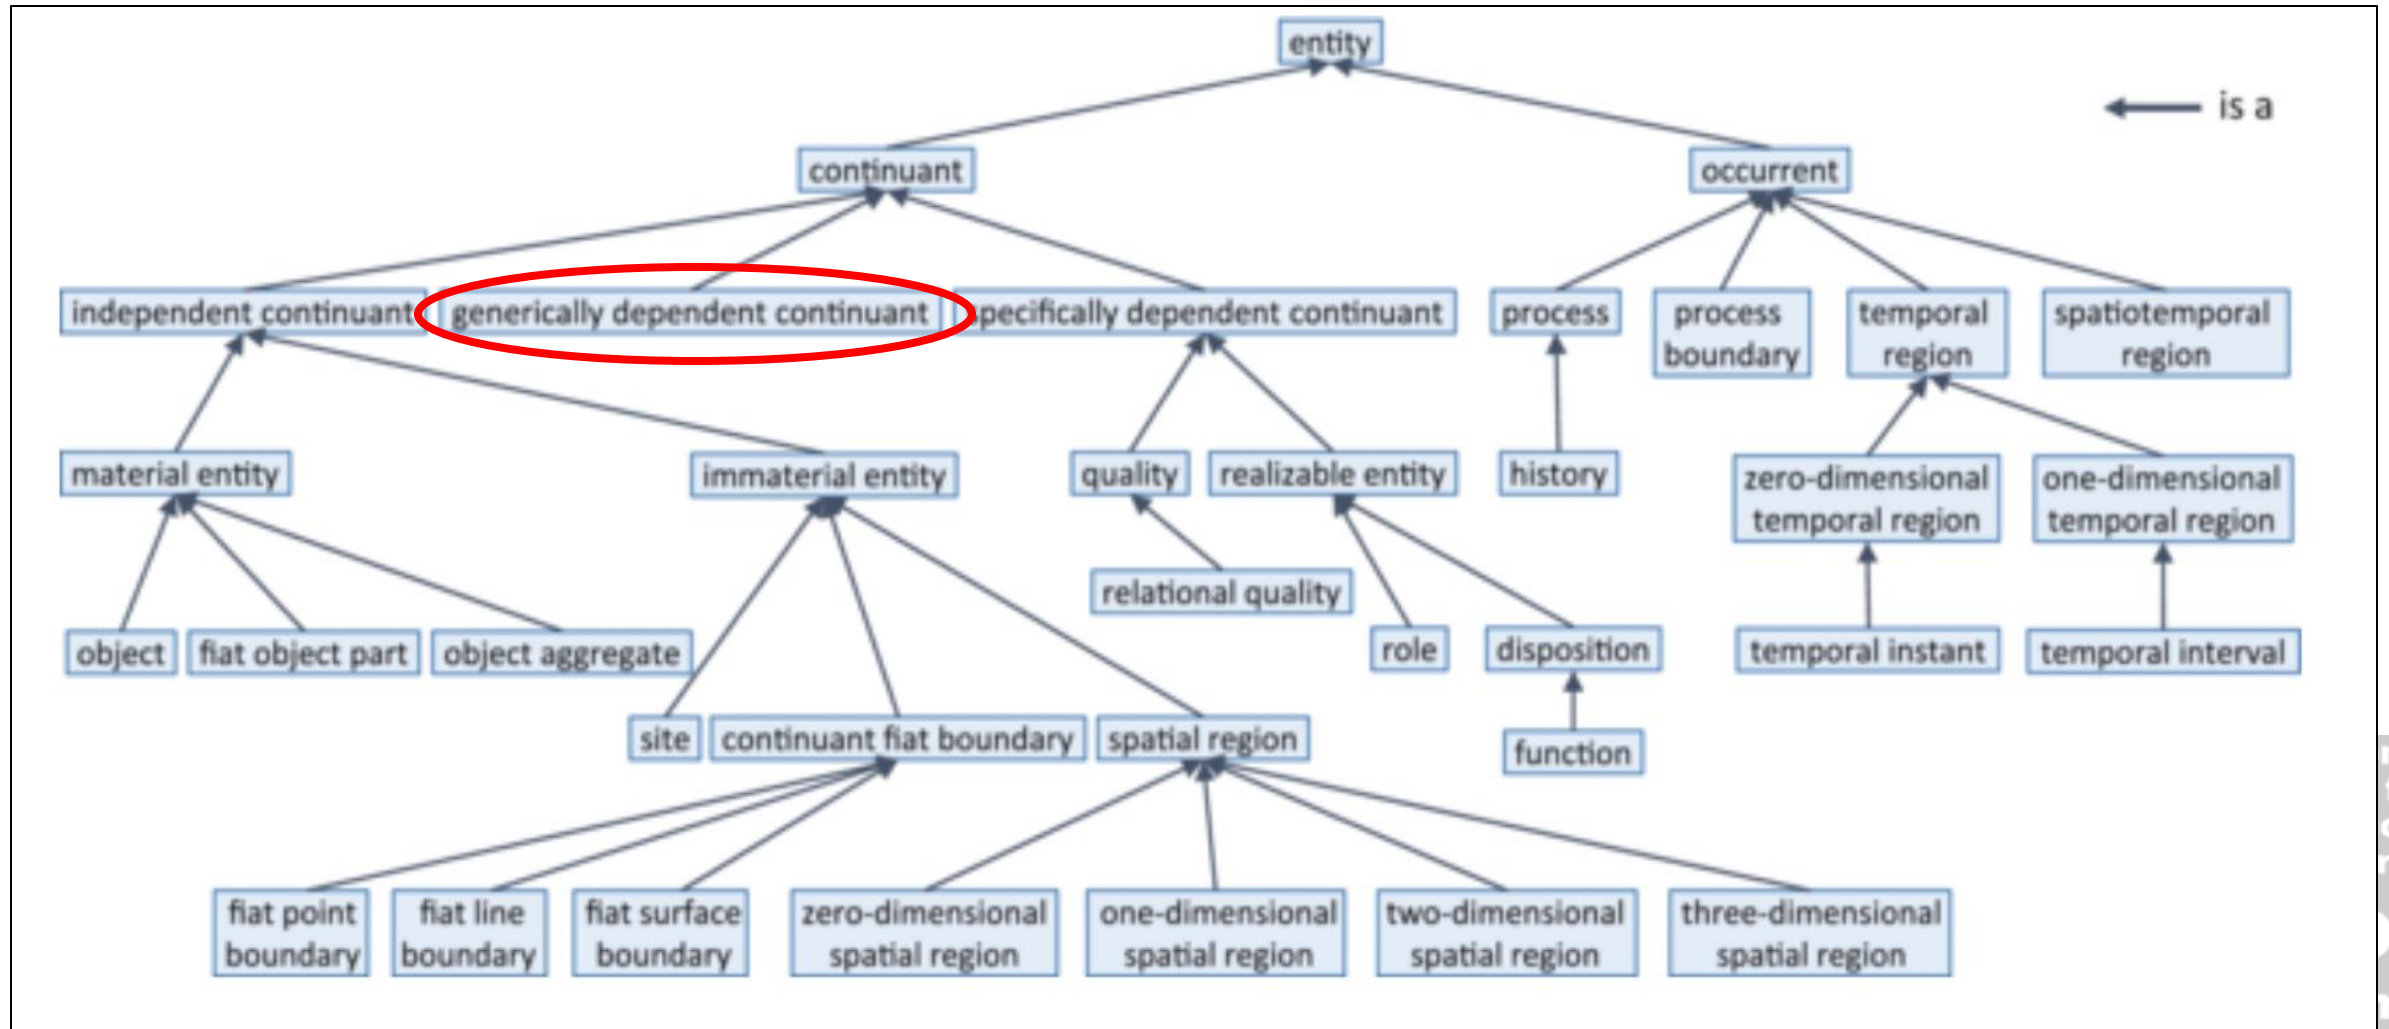 entity
is a
continuant
occurrent
independent continuant
generically dependent continuant
specifically dependent continuant
process
process
boundary
temporal
region
spatiotemporal
region
material entity
immaterial entity
quality
realizable entity
history
zero-dimensional
temporal region
one-dimensional
temporal region
relational quality
object
fiat object part
object aggregate
role
disposition
temporal instant
temporal interval
site
continuant fiat boundary
spatial region
function
fiat point
boundary
fiat line
boundary
fiat surface
boundary
zero-dimensional
spatial region
one-dimensional
spatial region
two-dimensional
spatial region
three-dimensional
spatial region